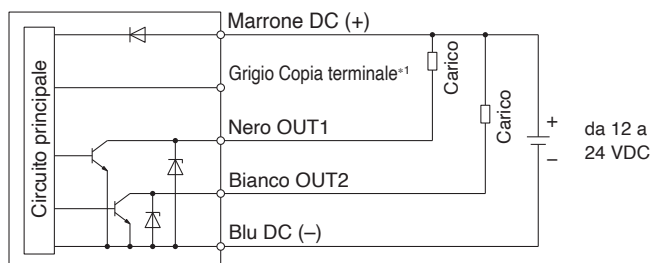 Circuito principale
Marrone DC (+)
Grigio Copia terminale*1
Nero OUT1
Bianco OUT2
Blu DC (–)
Carico
Carico
+
–
da 12 a
24 VDC